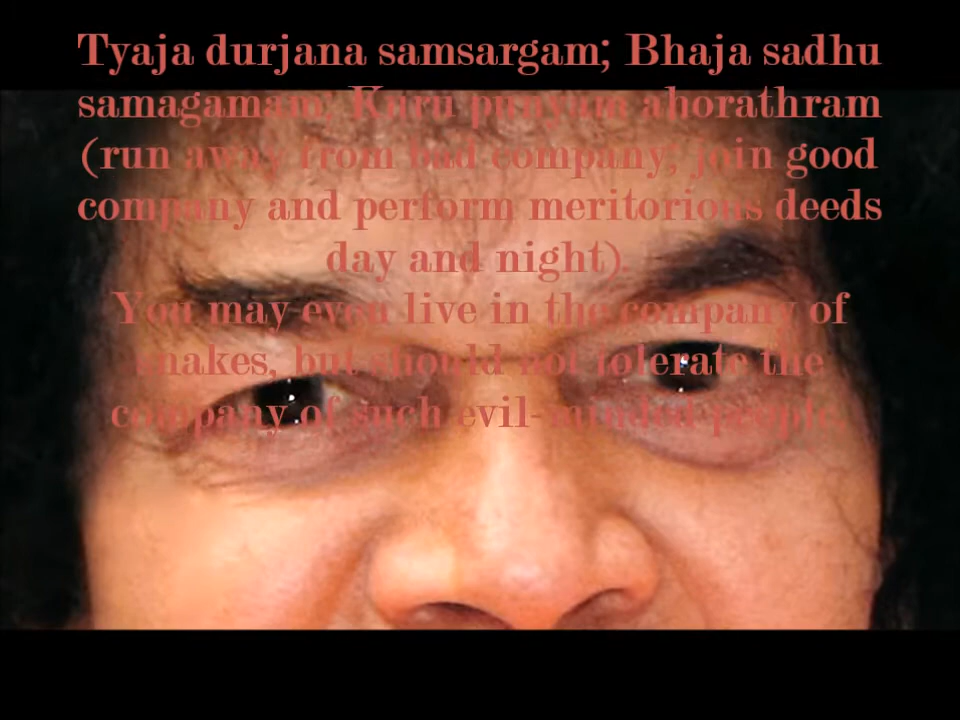 Tyaja durjana samsargam; Bhaja sadhu
samagamam; Kuru punyam ahorathram
(run away from bad company; join good
company and perform meritorious deeds
day and night).
You may even live in the company of
snakes, but should not tolerate the
company of such evil-minded people.